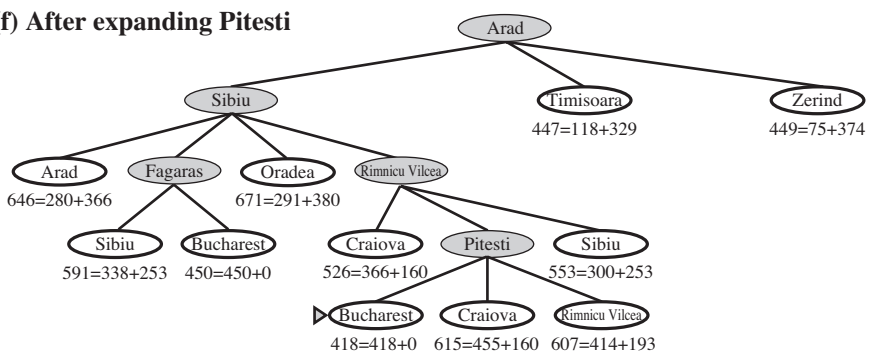 f) After expanding Pitesti
Arad
Sibiu
Timisoara
Zerind
447=118+329
449=75+374
Arad
Fagaras
Oradea
Rimnicu Vilcea
646=280+366
671=291+380
Sibiu
Bucharest
Craiova
Pitesti
Sibiu
591=338+253
450=450+0
526=366+160
553=300+253
Bucharest
Craiova
Rimnicu Vilcea
418=418+0
615=455+160
607=414+193